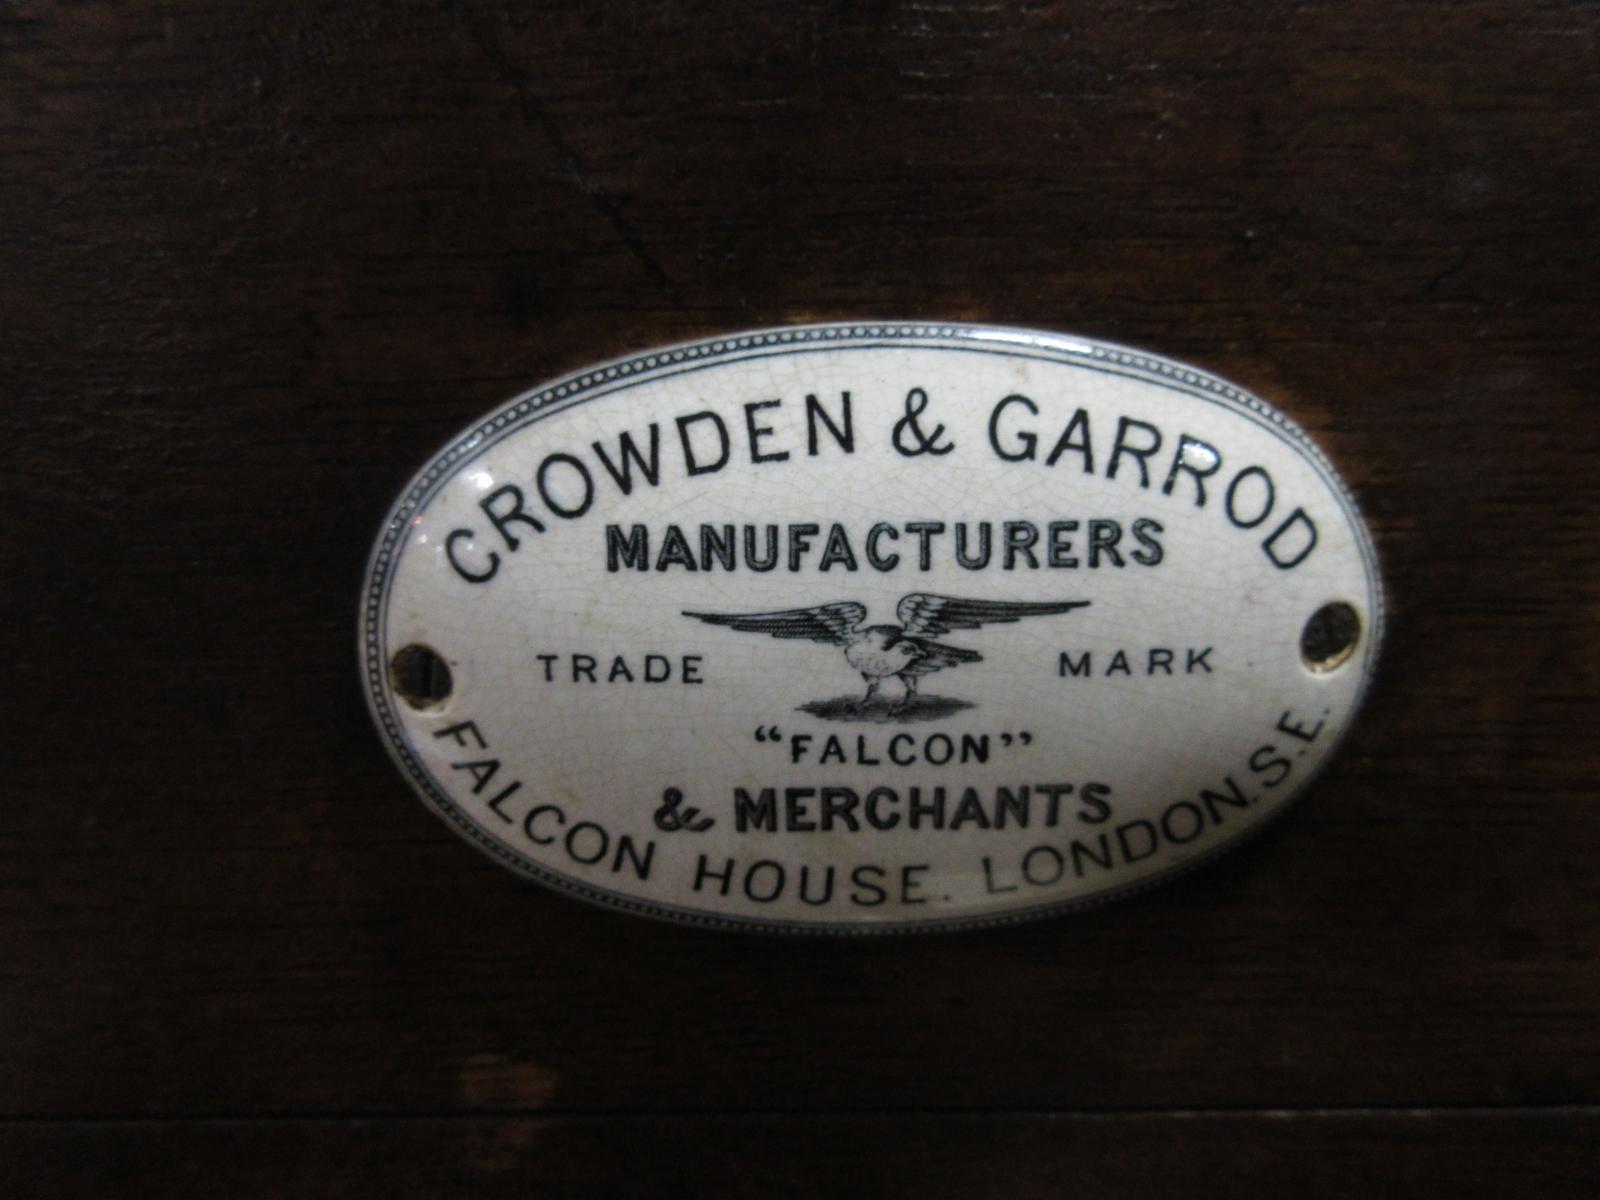 CROWDEN & GARROD
MANUFACTURERS
TRADE MARK
"FALCON"
& MERCHANTS
FALCON HOUSE. LONDON. S.E.